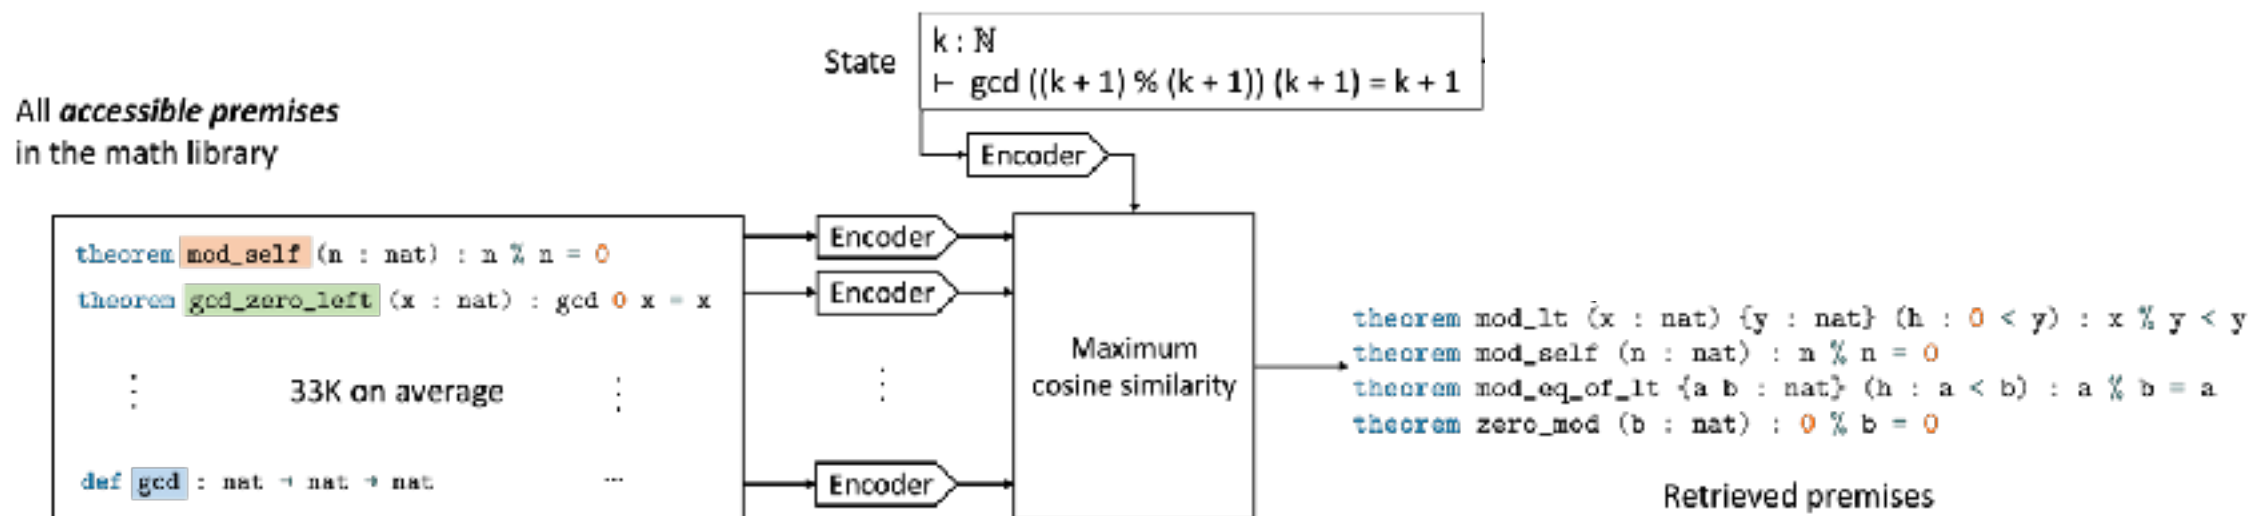 State
k : ℕ
⊢ gcd ((k + 1) % (k + 1)) (k + 1) = k + 1
All accessible premises
in the math library
Encoder
theorem mod_self (n : nat) : n % n = 0
theorem gcd_zero_left (x : nat) : gcd 0 x = x
⋮ 33K on average ⋮
def gcd : nat → nat → nat ...
Encoder
Encoder
⋮
Encoder
Maximum
cosine similarity
theorem mod_lt (x : nat) {y : nat} (h : 0 < y) : x % y < y
theorem mod_self (n : nat) : n % n = 0
theorem mod_eq_of_lt {a b : nat} (h : a < b) : a % b = a
theorem zero_mod (b : nat) : 0 % b = 0
Retrieved premises